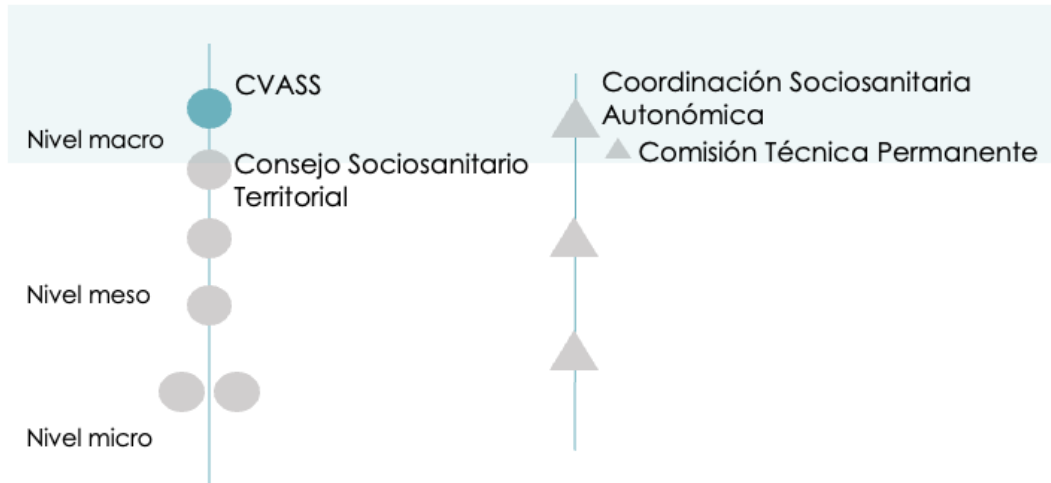 CVASS
Nivel macro
Consejo Sociosanitario
Territorial
Nivel meso
Nivel micro
Coordinación Sociosanitaria
Autonómica
Comisión Técnica Permanente